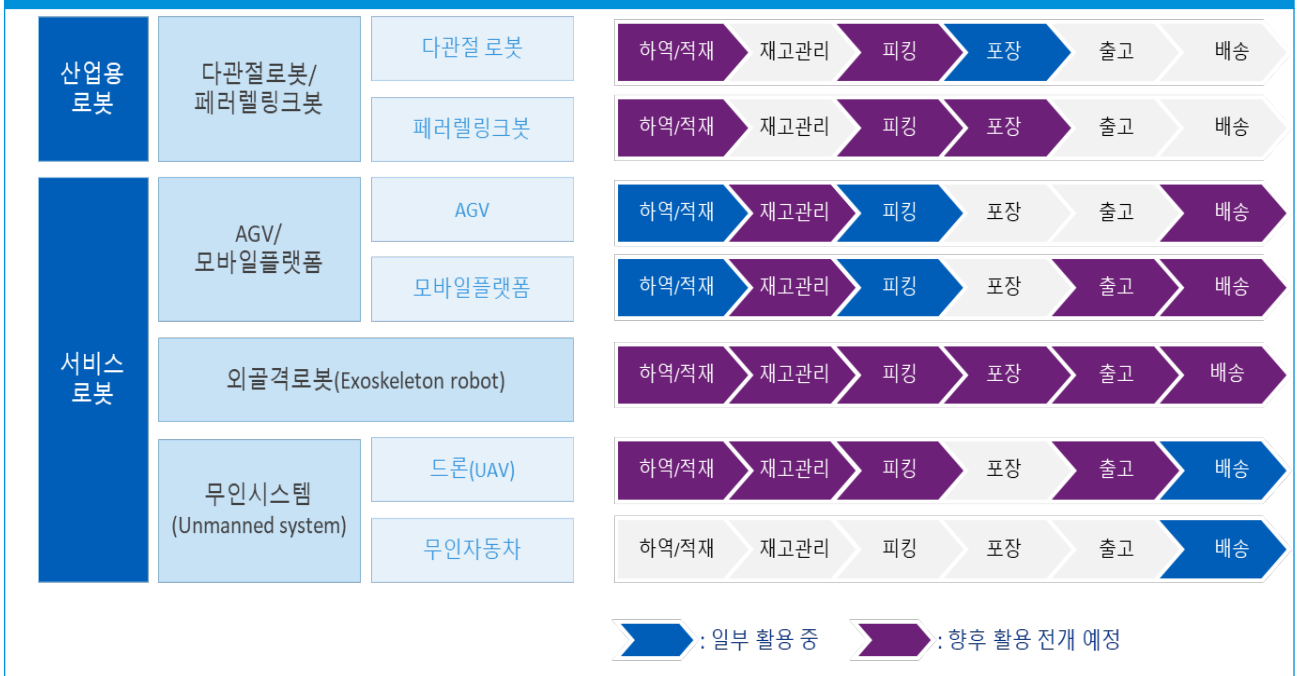 산업용
로봇
다관절로봇/
페러렐링크봇
다관절 로봇
하역/적재 재고관리 피킹 포장 출고 배송
페러렐링크봇
하역/적재 재고관리 피킹 포장 출고 배송
서비스
로봇
AGV/
모바일플랫폼
AGV
하역/적재 재고관리 피킹 포장 출고 배송
모바일플랫폼
하역/적재 재고관리 피킹 포장 출고 배송
외골격로봇(Exoskeleton robot)
하역/적재 재고관리 피킹 포장 출고 배송
무인시스템
(Unmanned system)
드론(UAV)
하역/적재 재고관리 피킹 포장 출고 배송
무인자동차
하역/적재 재고관리 피킹 포장 출고 배송
: 일부 활용 중 : 향후 활용 전개 예정